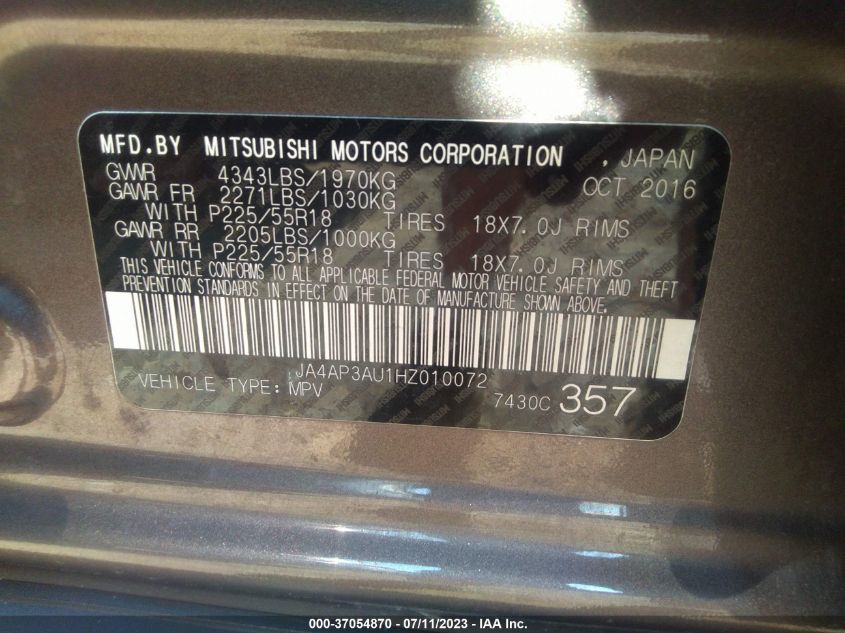 MFD.BY MITSUBISHI MOTORS CORPORATION , JAPAN
GVWR 4343LBS/1970KG OCT 2016
GAWR FR 2271LBS/1030KG
WITH P225/55R18 TIRES 18X7.0J RIMS
GAWR RR 2205LBS/1000KG
WITH P225/55R18 TIRES 18X7.0J RIMS
THIS VEHICLE CONFORMS TO ALL APPLICABLE FEDERAL MOTOR VEHICLE SAFETY AND THEFT
PREVENTION STANDARDS IN EFFECT ON THE DATE OF MANUFACTURE SHOWN ABOVE.
JA4AP3AU1HZ010072
VEHICLE TYPE: MPV 7430C 357
000-37054870 - 07/11/2023 - IAA Inc.